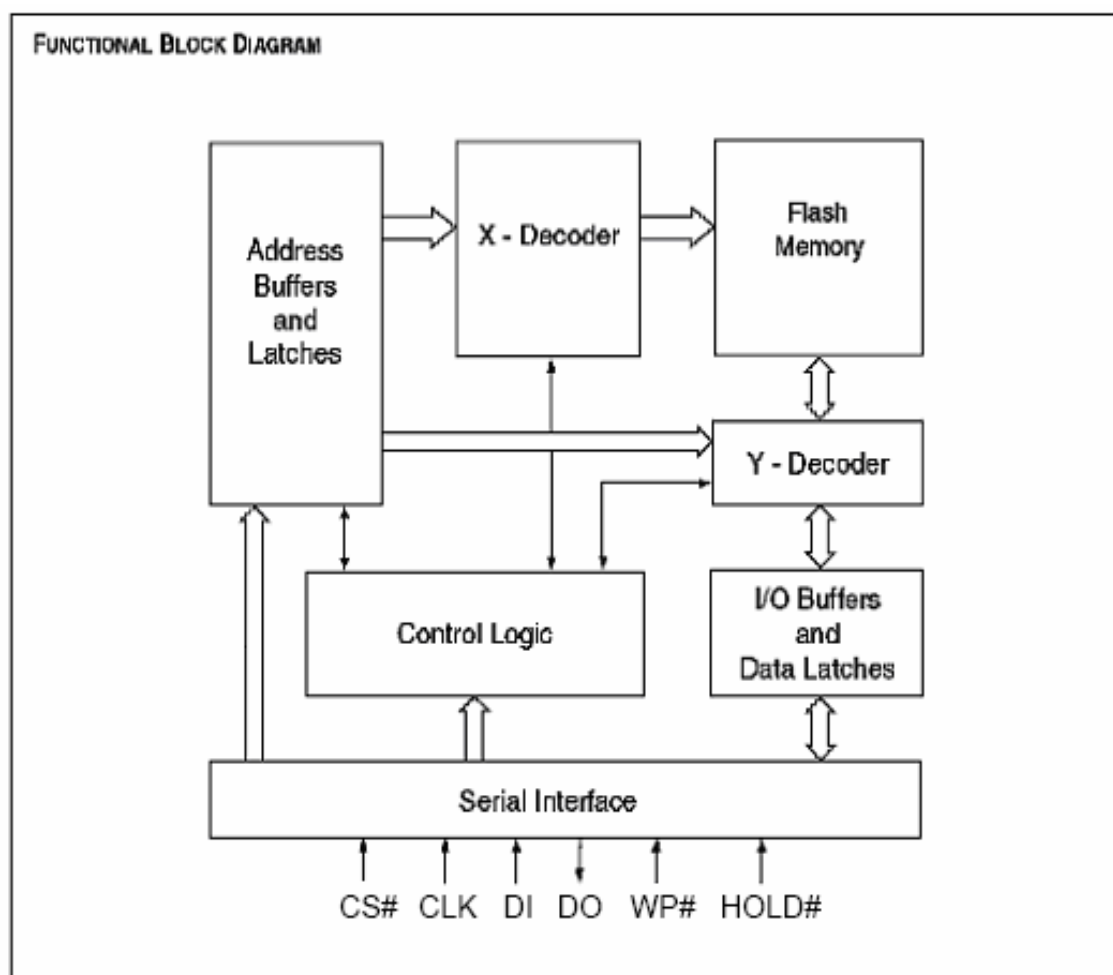 FUNCTIONAL BLOCK DIAGRAM
Address
Buffers
and
Latches
X - Decoder
Flash
Memory
Y - Decoder
Control Logic
I/O Buffers
and
Data Latches
Serial Interface
CS# CLK DI DO WP# HOLD#